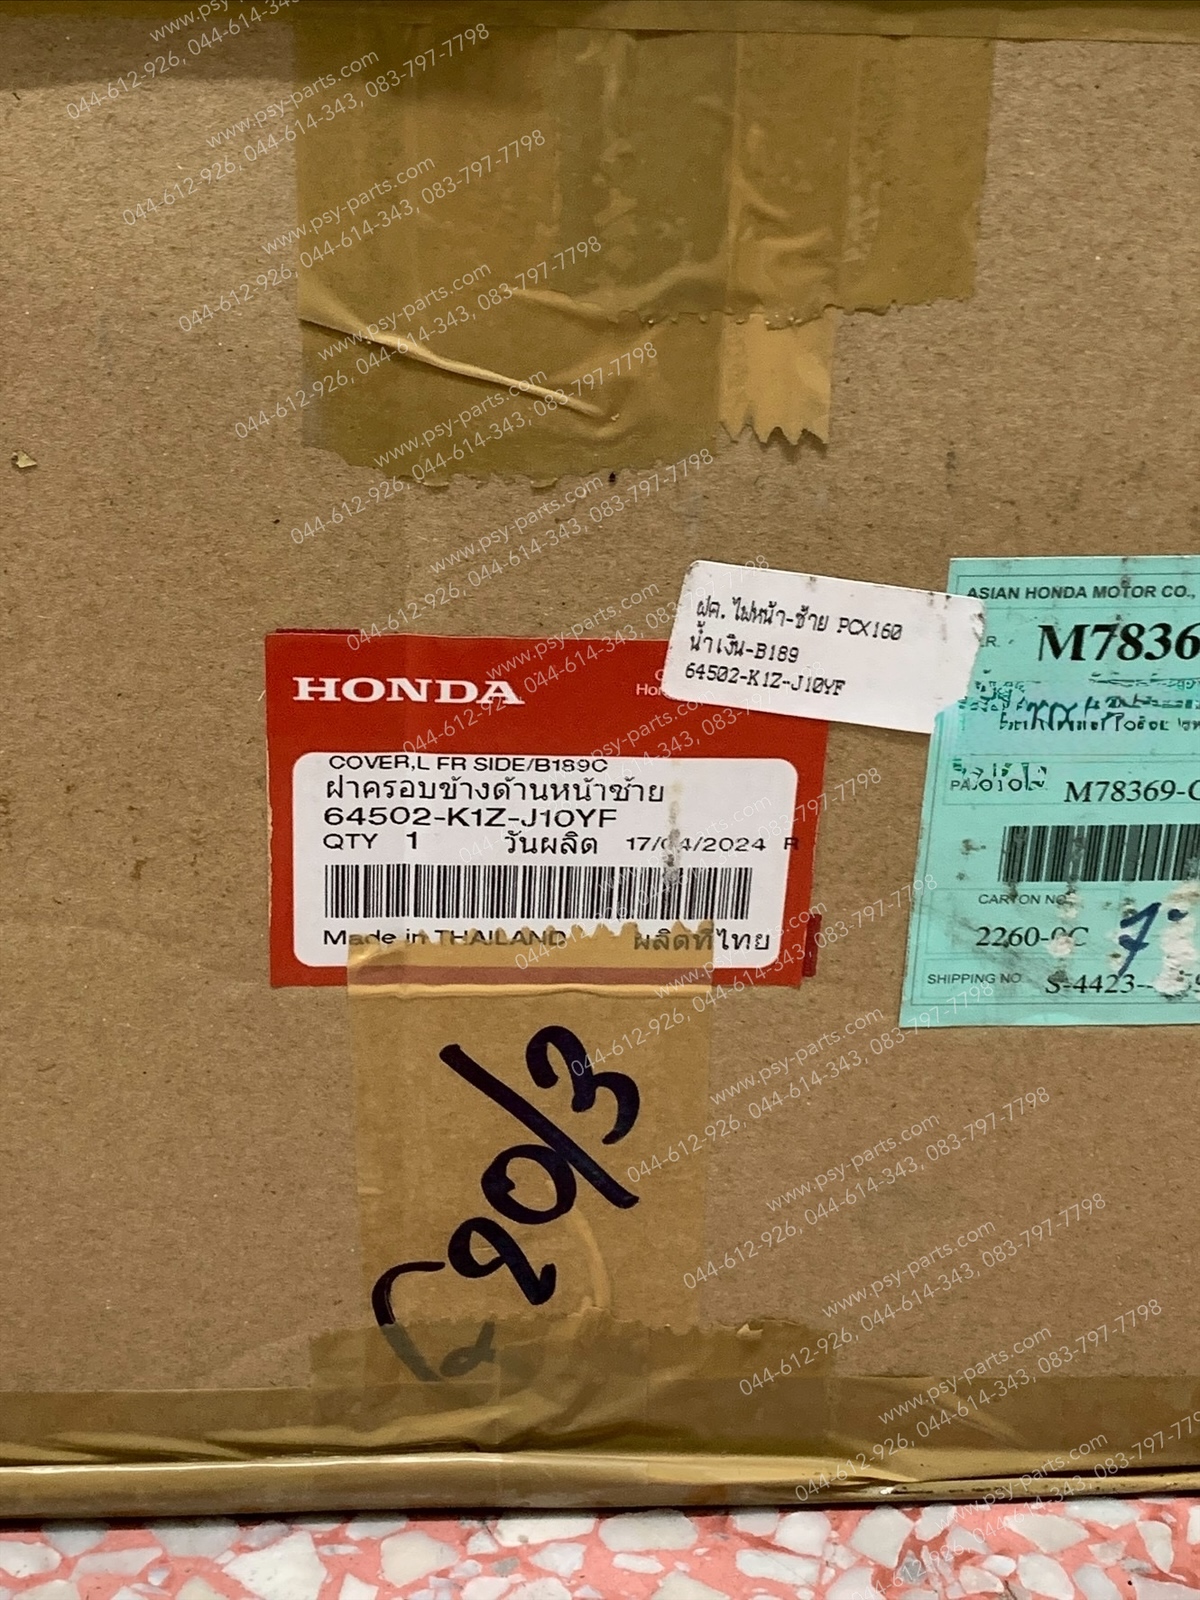 www.psy-parts.com
044-612-926, 044-614-343, 083-797-7798
ASIAN HONDA MOTOR CO.,
M7836
M78369-
CARTON NO.
2260-0C
7-
SHIPPING NO.
S-4423-
ฝค. ไฟหน้า-ซ้าย PCX160
น้ำเงิน-B189
64502-K1Z-J10YF
HONDA
COVER,L FR SIDE/B189C
ฝาครอบข้างด้านหน้าซ้าย
64502-K1Z-J10YF
QTY 1 วันผลิต 17/04/2024 R
Made in THAILAND ผลิตที่ไทย
20/3